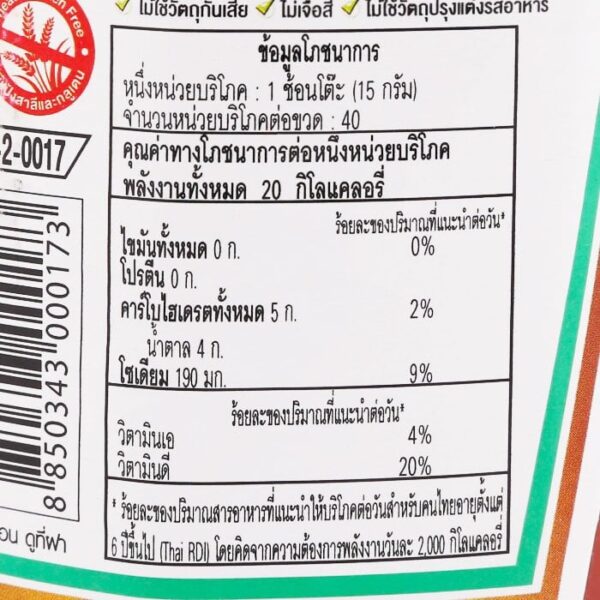 ✓ ไม่ใช้วัตถุกันเสีย ✓ ไม่เจือสี ✓ ไม่ใช้วัตถุปรุงแต่งรสอาหาร
Free
สาลีและกลูเตน
-2-0017
ข้อมูลโภชนาการ
หนึ่งหน่วยบริโภค : 1 ช้อนโต๊ะ (15 กรัม)
จำนวนหน่วยบริโภคต่อขวด : 40
คุณค่าทางโภชนาการต่อหนึ่งหน่วยบริโภค
พลังงานทั้งหมด 20 กิโลแคลอรี่
ร้อยละของปริมาณที่แนะนำต่อวัน*
ไขมันทั้งหมด 0 ก. 0%
โปรตีน 0 ก.
คาร์โบไฮเดรตทั้งหมด 5 ก. 2%
น้ำตาล 4 ก.
โซเดียม 190 มก. 9%
ร้อยละของปริมาณที่แนะนำต่อวัน*
วิตามินเอ 4%
วิตามินดี 20%
* ร้อยละของปริมาณสารอาหารที่แนะนำให้บริโภคต่อวันสำหรับคนไทยอายุตั้งแต่
6 ปีขึ้นไป (Thai RDI) โดยคิดจากความต้องการพลังงานวันละ 2,000 กิโลแคลอรี่
8 850343 000173
อน ดูที่ฝา